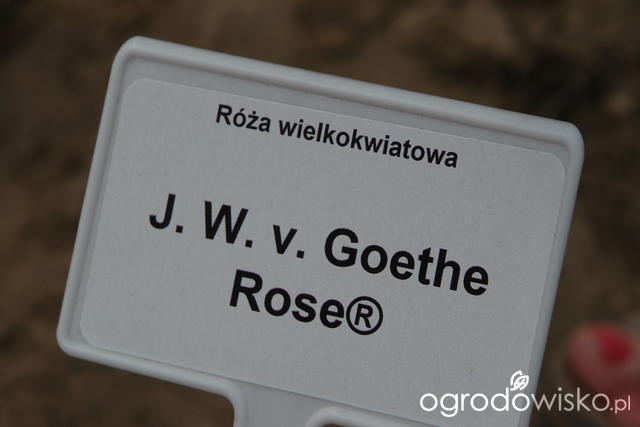 Róża wielkokwiatowa
J. W. v. Goethe
Rose®
ogrodowisko.pl